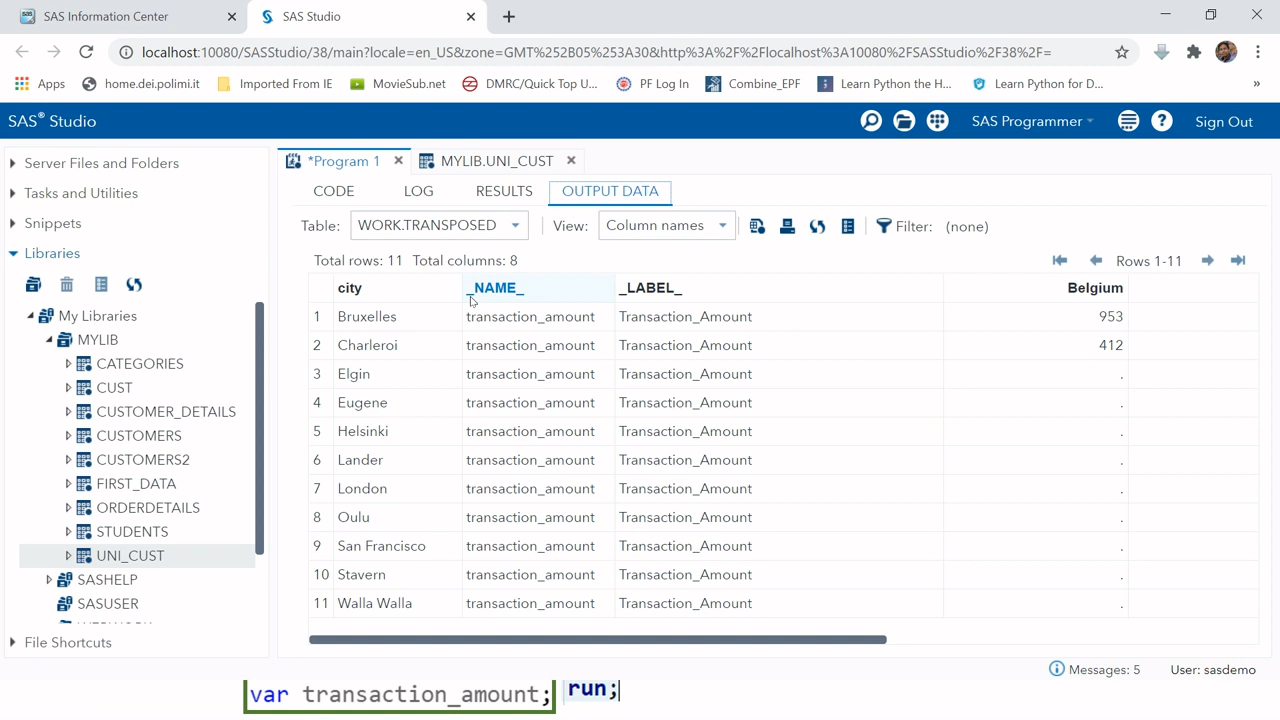 SAS Information Center
SAS Studio
localhost:10080/SASStudio/38/main?locale=en_US&zone=GMT%252B05%253A30&http%3A%2F%2Flocalhost%3A10080%2FSASStudio%2F38%2F=
Apps home.dei.polimi.it Imported From IE MovieSub.net DMRC/Quick Top U... PF Log In Combine_EPF Learn Python the H... Learn Python for D... »
SAS® Studio
SAS Programmer
Sign Out
Server Files and Folders
Tasks and Utilities
Snippets
Libraries
My Libraries
MYLIB
CATEGORIES
CUST
CUSTOMER_DETAILS
CUSTOMERS
CUSTOMERS2
FIRST_DATA
ORDERDETAILS
STUDENTS
UNI_CUST
SASHELP
SASUSER
File Shortcuts
*Program 1
MYLIB.UNI_CUST
CODE LOG RESULTS OUTPUT DATA
Table: WORK.TRANSPOSED View: Column names Filter: (none)
Total rows: 11 Total columns: 8 Rows 1-11
city _NAME_ _LABEL_ Belgium
1 Bruxelles transaction_amount Transaction_Amount 953
2 Charleroi transaction_amount Transaction_Amount 412
3 Elgin transaction_amount Transaction_Amount .
4 Eugene transaction_amount Transaction_Amount .
5 Helsinki transaction_amount Transaction_Amount .
6 Lander transaction_amount Transaction_Amount .
7 London transaction_amount Transaction_Amount .
8 Oulu transaction_amount Transaction_Amount .
9 San Francisco transaction_amount Transaction_Amount .
10 Stavern transaction_amount Transaction_Amount .
11 Walla Walla transaction_amount Transaction_Amount .
Messages: 5 User: sasdemo
var transaction_amount; run;